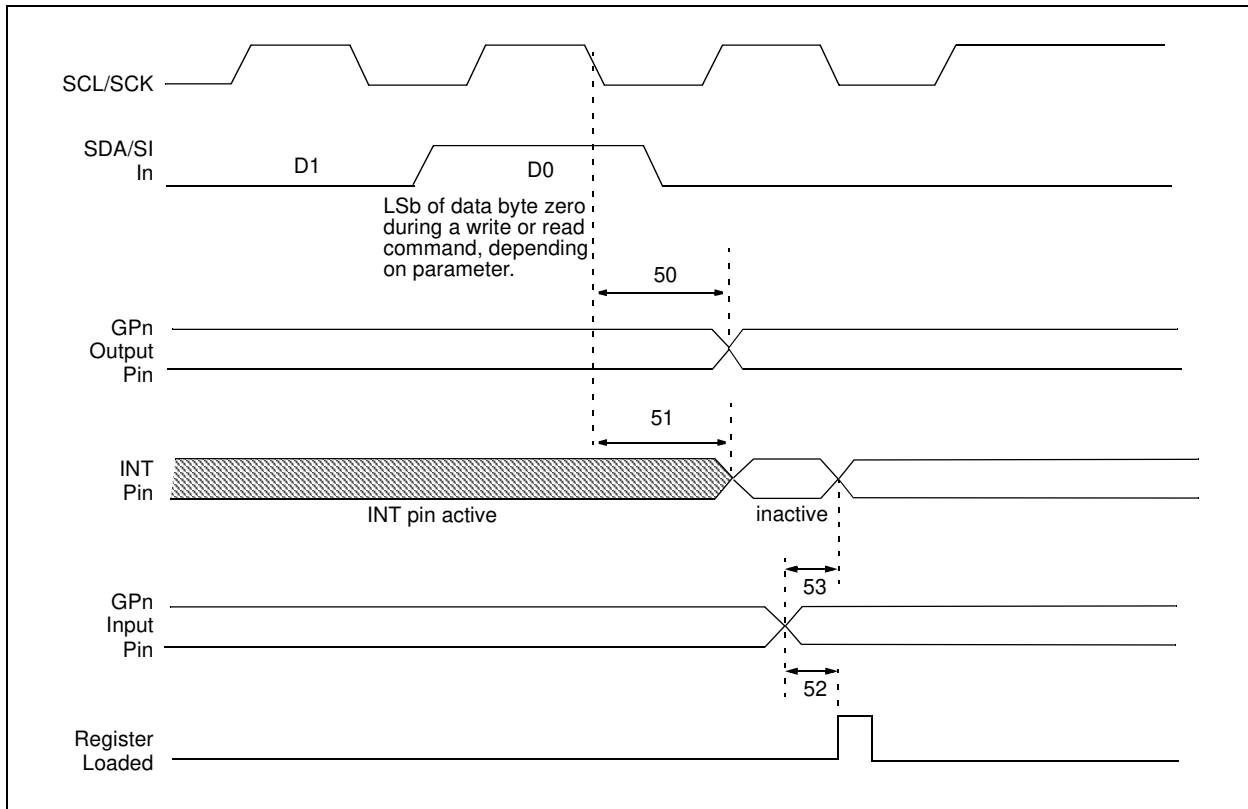 SCL/SCK
SDA/SI
In
D1
D0
LSb of data byte zero
during a write or read
command, depending
on parameter.
50
GPn
Output
Pin
51
INT
Pin
INT pin active
inactive
53
GPn
Input
Pin
52
Register
Loaded